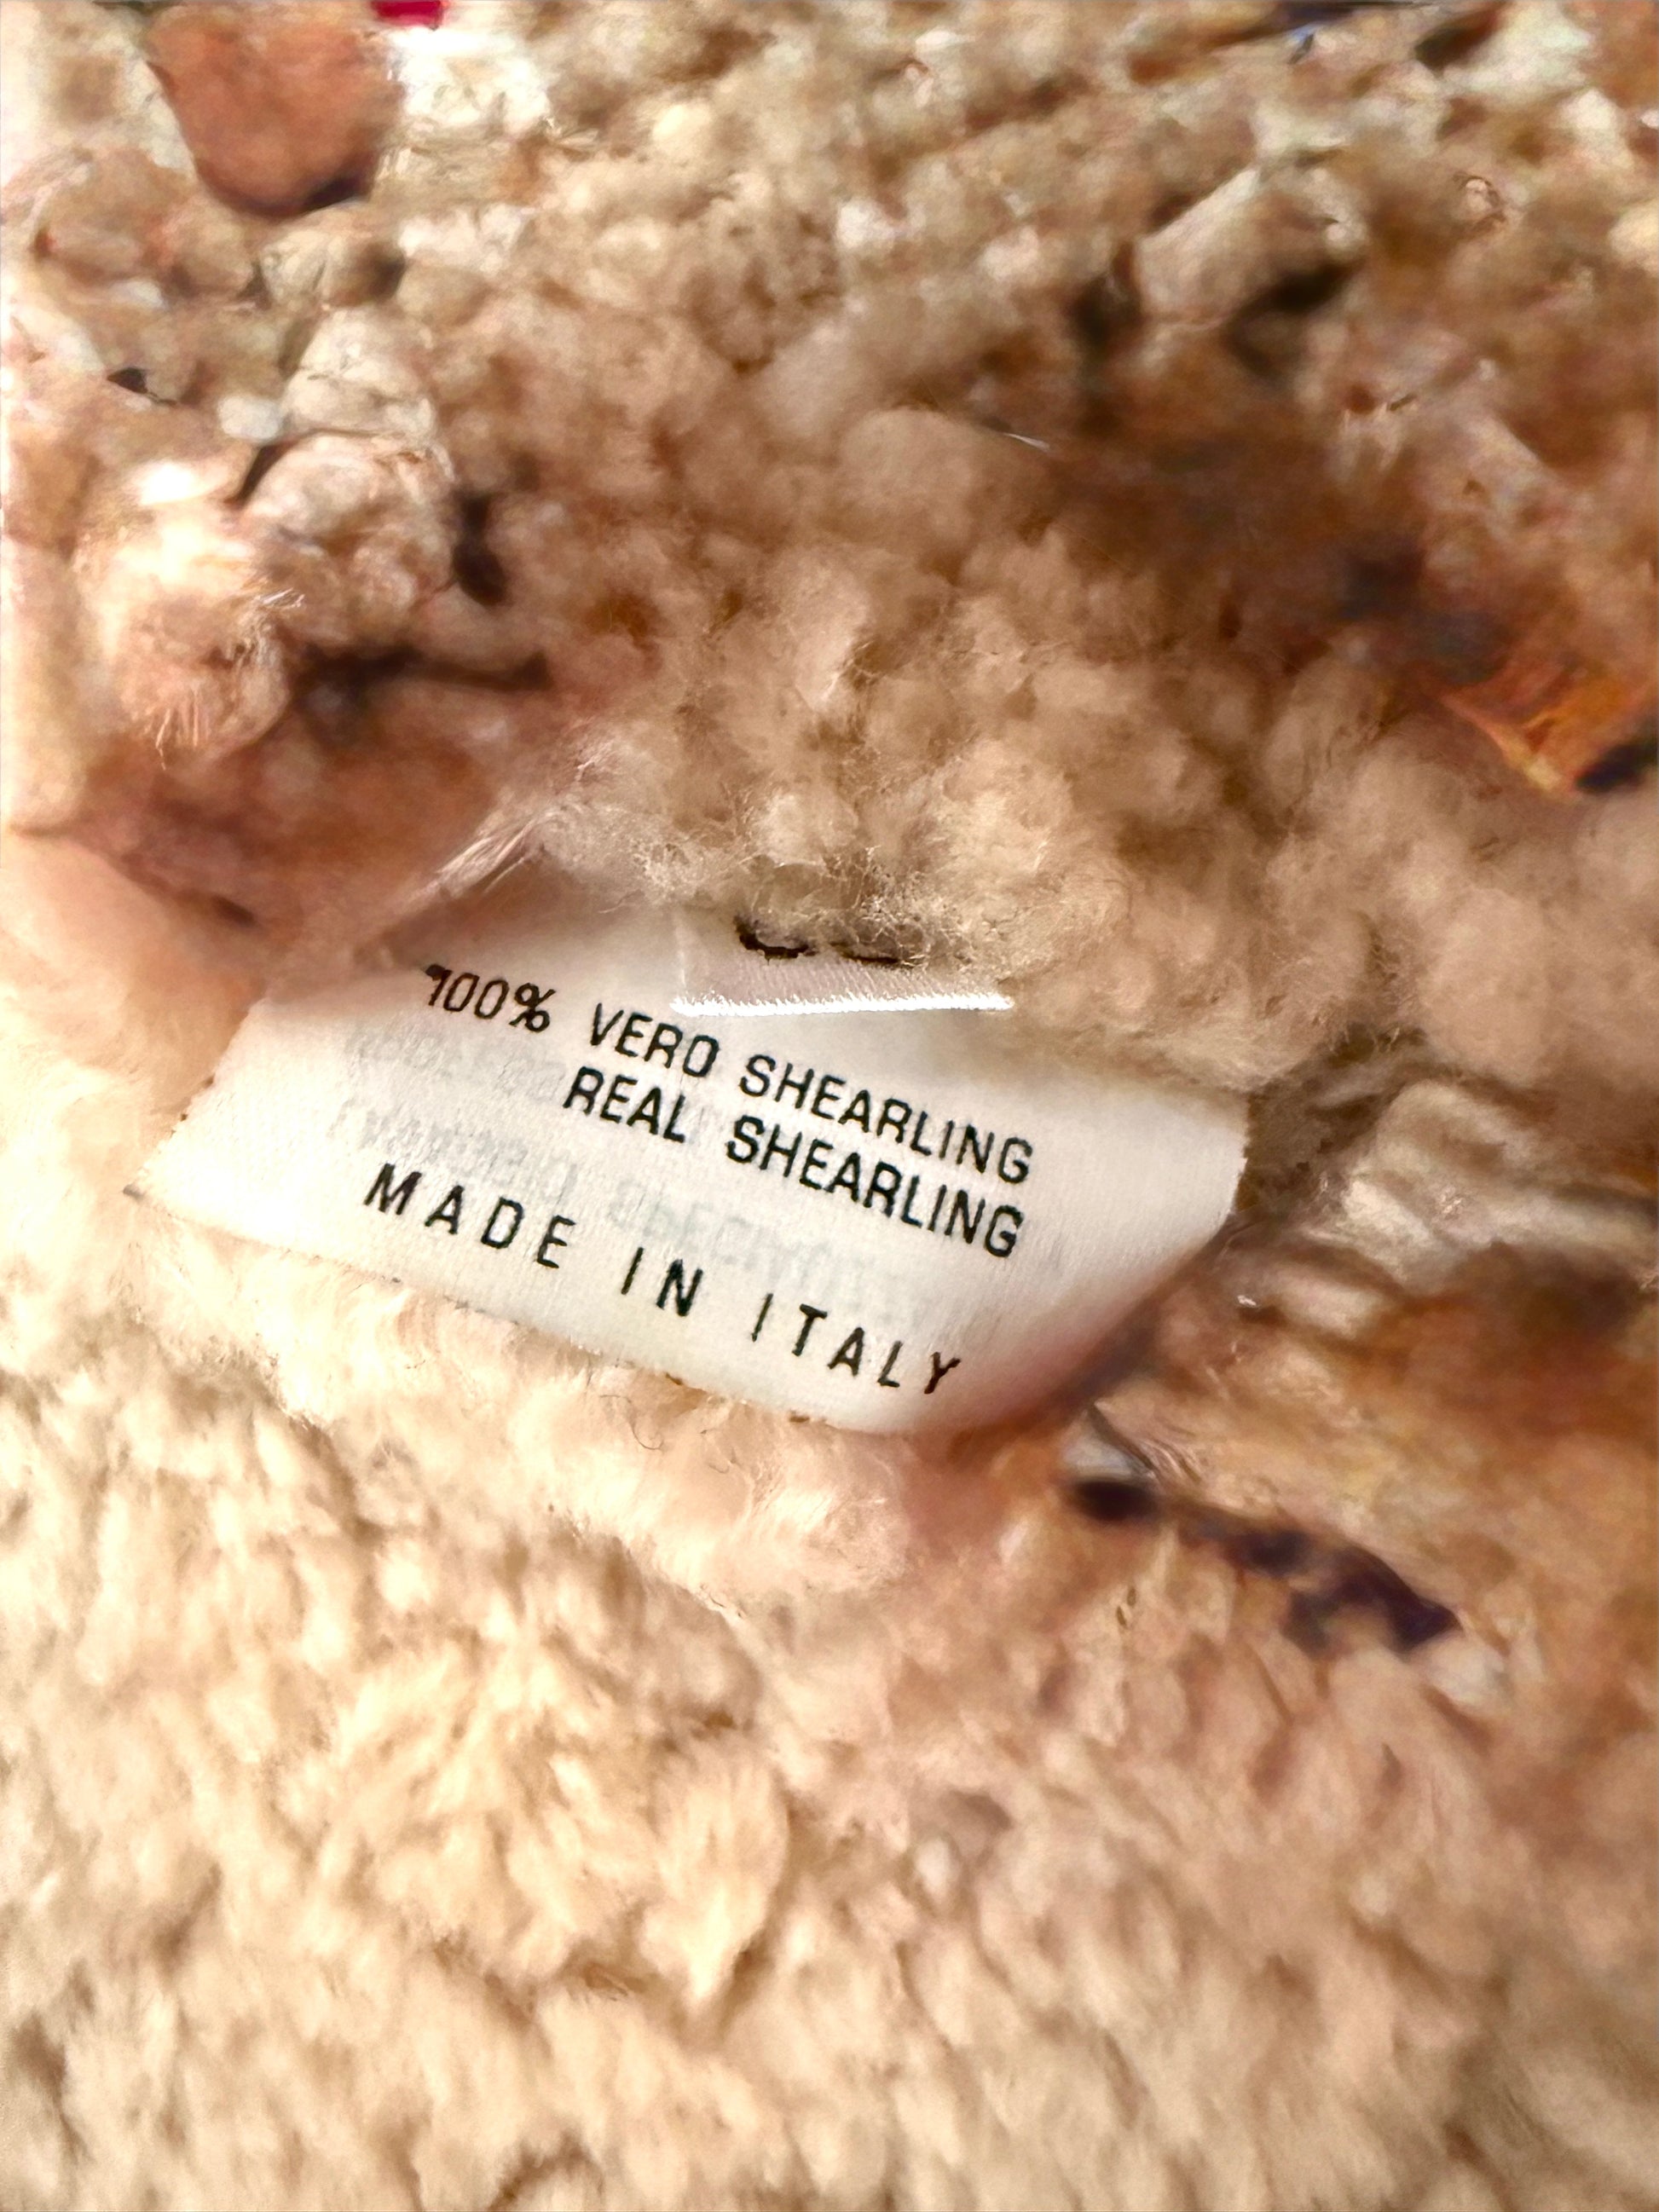 100% VERO SHEARLING
REAL SHEARLING
MADE IN ITALY